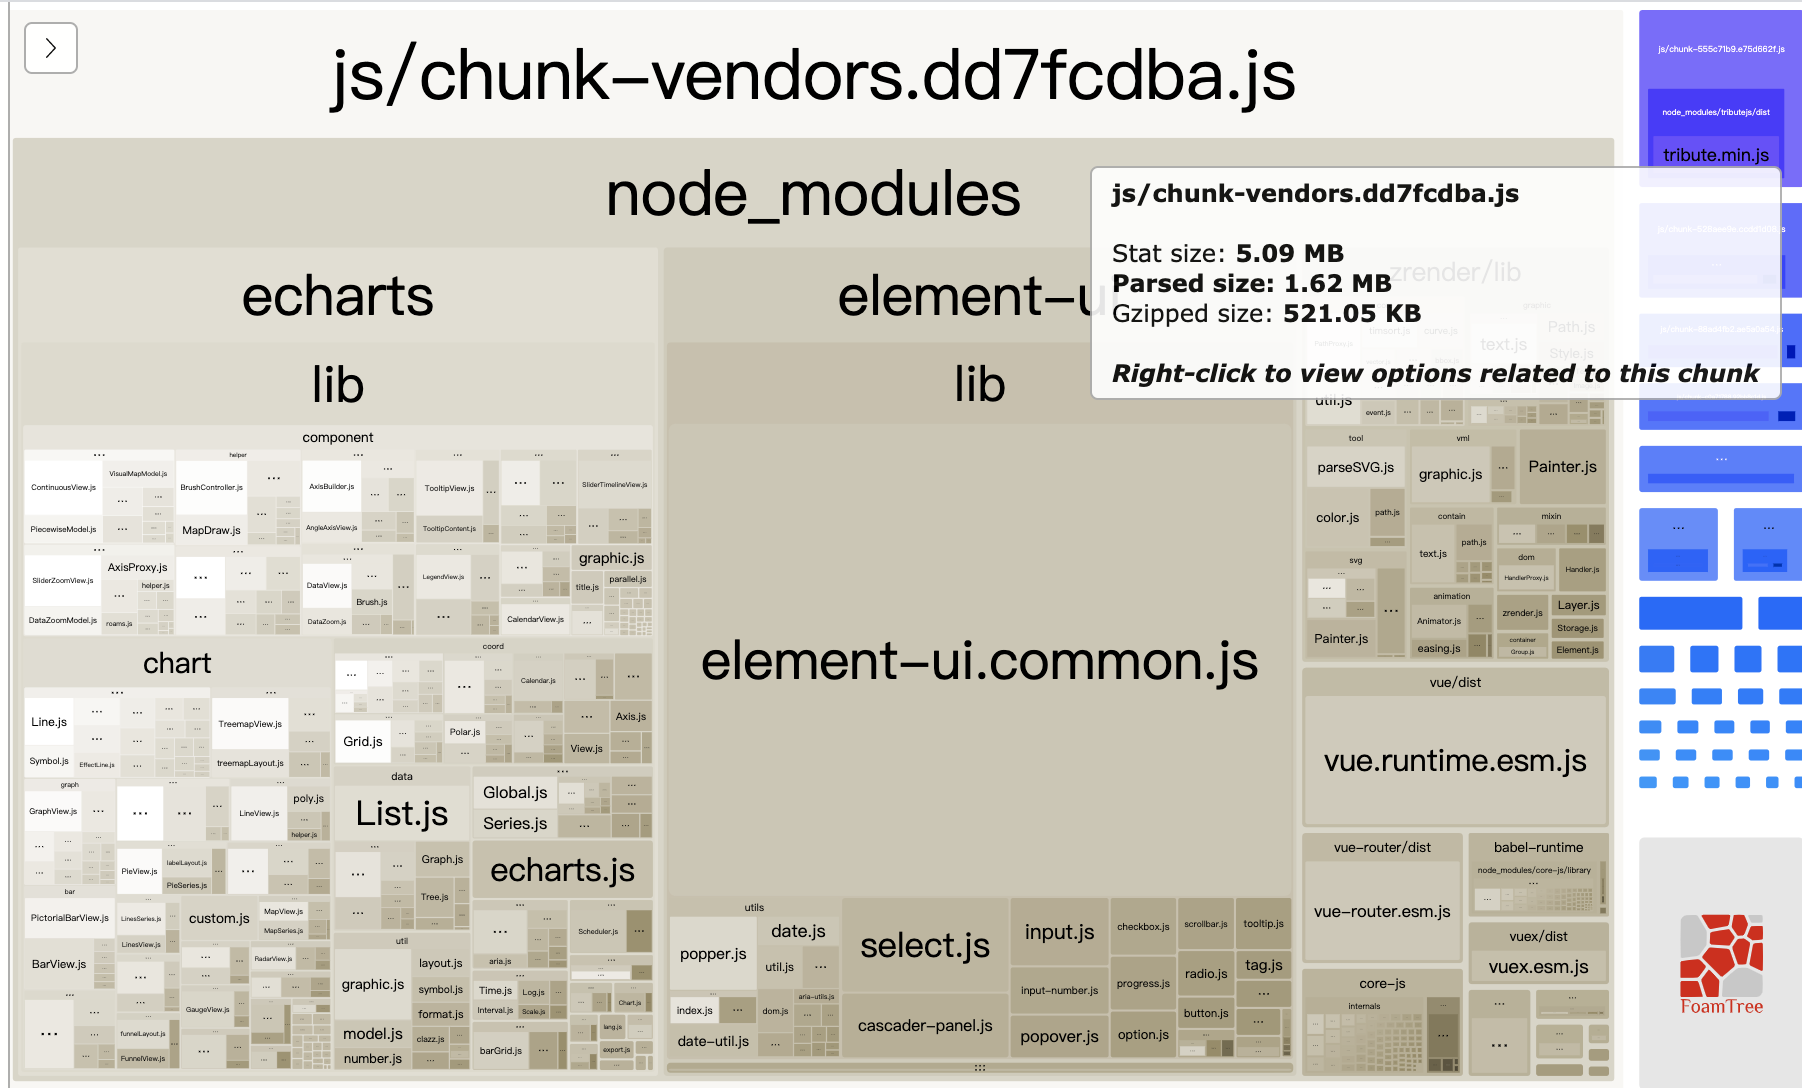 js/chunk-vendors.dd7fcdba.js
node_modules
js/chunk-vendors.dd7fcdba.js
Stat size: 5.09 MB
Parsed size: 1.62 MB
Gzipped size: 521.05 KB
Right-click to view options related to this chunk
js/chunk-555c71b9.e75d662f.js
node_modules/tributejs/dist
tribute.min.js
echarts
lib
component
helper
ContinuousView.js
VisualMapModel.js
BrushController.js
AxisBuilder.js
TooltipView.js
SliderTimelineView.js
PiecewiseModel.js
MapDraw.js
AngleAxisView.js
TooltipContent.js
SliderZoomView.js
AxisProxy.js
helper.js
DataView.js
LegendView.js
graphic.js
title.js
parallel.js
DataZoomModel.js
roams.js
Brush.js
DataZoom.js
CalendarView.js
chart
Line.js
TreemapView.js
Symbol.js
EffectLine.js
treemapLayout.js
graph
GraphView.js
LineView.js
poly.js
helper.js
PieView.js
labelLayout.js
PieSeries.js
bar
PictorialBarView.js
LinesSeries.js
LinesView.js
custom.js
MapView.js
MapSeries.js
BarView.js
RadarView.js
GaugeView.js
funnelLayout.js
FunnelView.js
coord
Calendar.js
Grid.js
Polar.js
Axis.js
View.js
data
List.js
Graph.js
Tree.js
Global.js
Series.js
echarts.js
util
graphic.js
layout.js
symbol.js
format.js
model.js
clazz.js
number.js
Scheduler.js
aria.js
Time.js
Log.js
Interval.js
Scale.js
Chart.js
lang.js
barGrid.js
export.js
element-u
lib
element-ui.common.js
utils
popper.js
date.js
util.js
index.js
aria-utils.js
dom.js
date-util.js
select.js
cascader-panel.js
input.js
input-number.js
popover.js
checkbox.js
progress.js
option.js
scrollbar.js
radio.js
button.js
tooltip.js
tag.js
zrender/lib
timsort.js
curve.js
text.js
Path.js
Style.js
util.js
event.js
tool
parseSVG.js
color.js
path.js
vml
graphic.js
Painter.js
contain
text.js
path.js
mixin
dom
HandlerProxy.js
Handler.js
svg
Painter.js
animation
Animator.js
easing.js
zrender.js
container
Group.js
Layer.js
Storage.js
Element.js
vue/dist
vue.runtime.esm.js
vue-router/dist
vue-router.esm.js
babel-runtime
node_modules/core-js/library
vuex/dist
vuex.esm.js
core-js
internals
FoamTree